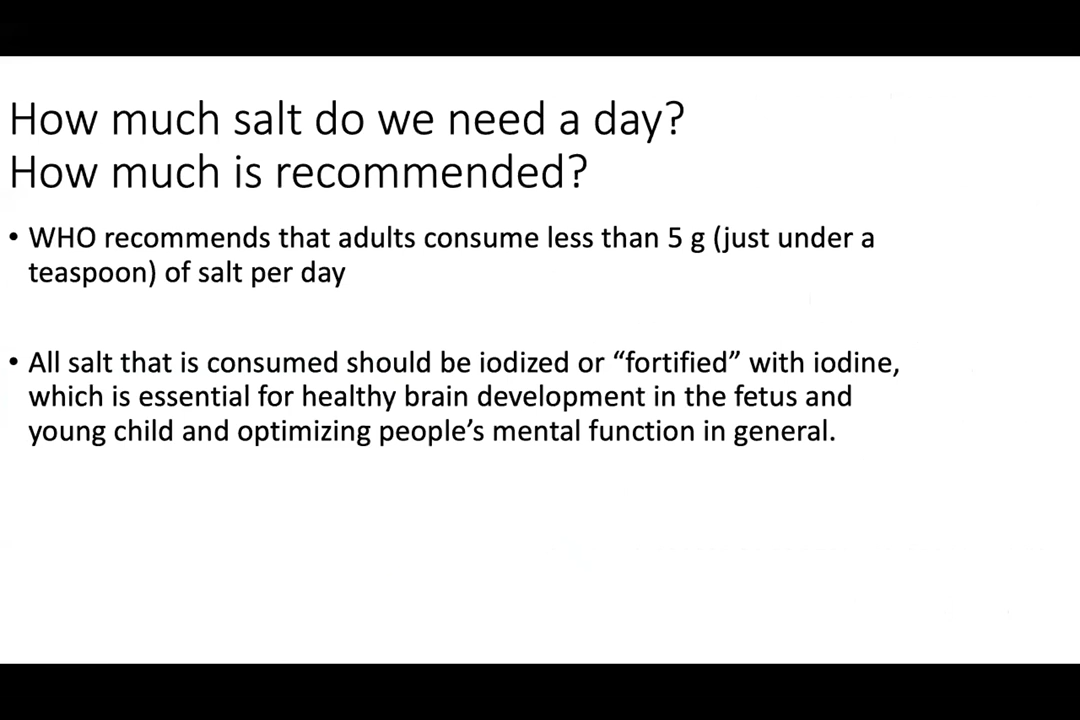 How much salt do we need a day?
How much is recommended?
• WHO recommends that adults consume less than 5 g (just under a
teaspoon) of salt per day
• All salt that is consumed should be iodized or “fortified” with iodine,
which is essential for healthy brain development in the fetus and
young child and optimizing people’s mental function in general.